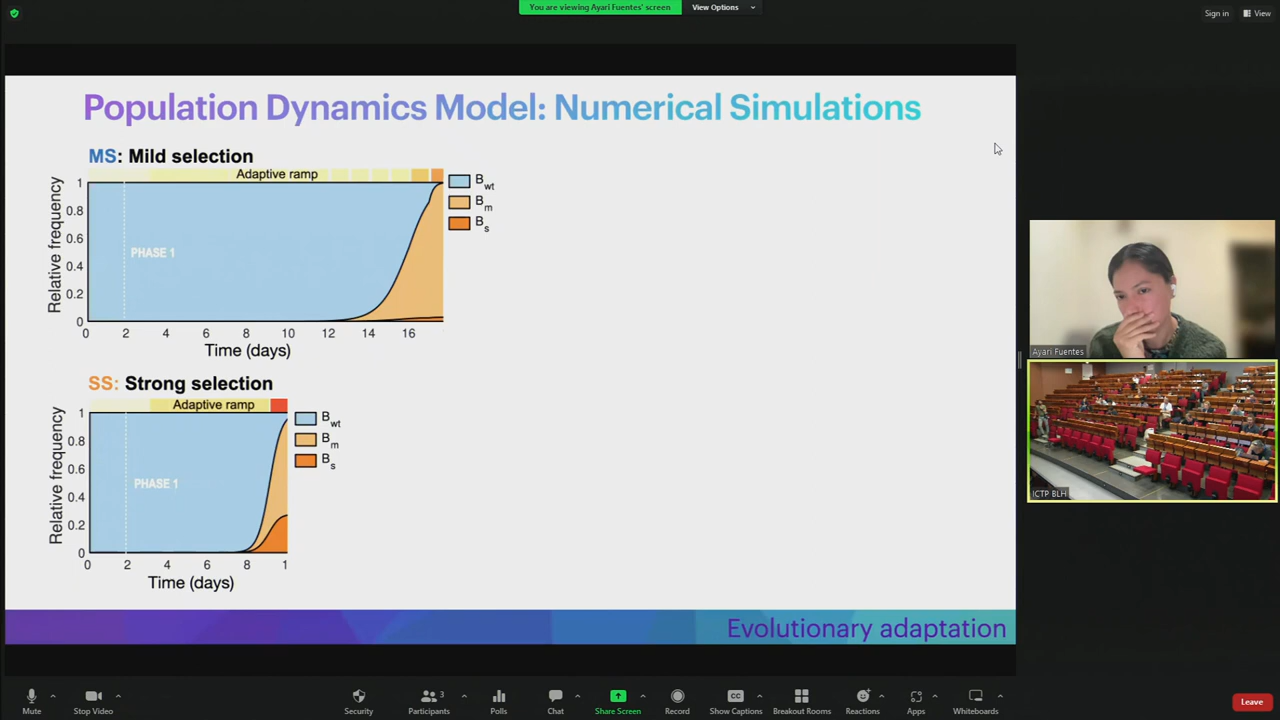 You are viewing Ayari Fuentes' screen
View Options
Sign in
View
Population Dynamics Model: Numerical Simulations
MS: Mild selection
Adaptive ramp
Relative frequency
1
0.8
0.6
0.4
0.2
0
PHASE 1
0 2 4 6 8 10 12 14 16
Time (days)
Bwt
Bm
Bs
SS: Strong selection
Adaptive ramp
Relative frequency
1
0.8
0.6
0.4
0.2
0
PHASE 1
0 2 4 6 8 1
Time (days)
Bwt
Bm
Bs
Evolutionary adaptation
Ayari Fuentes
ICTP BLH
Mute
Stop Video
Security
Participants
3
Polls
Chat
Share Screen
Record
CC
Show Captions
Breakout Rooms
Reactions
Apps
Whiteboards
Leave